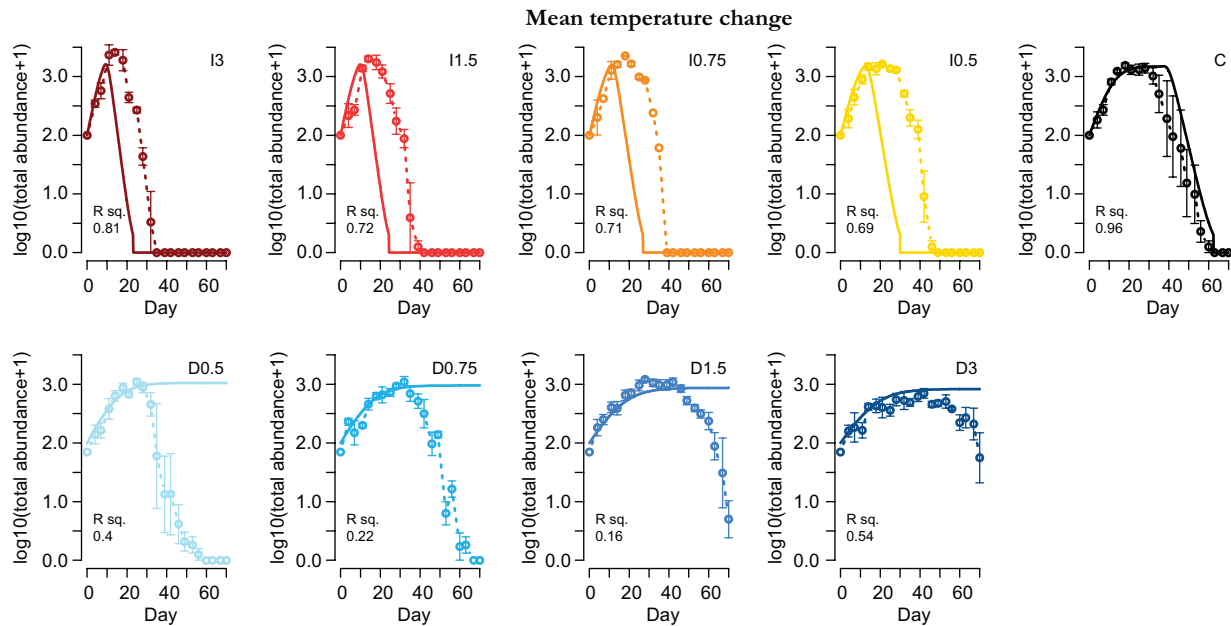 Mean temperature change
I3
log10(total abundance+1)
3.0
2.0
1.0
0.0
R sq.
0.81
0 20 40 60
Day
I1.5
log10(total abundance+1)
3.0
2.0
1.0
0.0
R sq.
0.72
0 20 40 60
Day
I0.75
log10(total abundance+1)
3.0
2.0
1.0
0.0
R sq.
0.71
0 20 40 60
Day
I0.5
log10(total abundance+1)
3.0
2.0
1.0
0.0
R sq.
0.69
0 20 40 60
Day
C
log10(total abundance+1)
3.0
2.0
1.0
0.0
R sq.
0.96
0 20 40 60
Day
D0.5
log10(total abundance+1)
3.0
2.0
1.0
0.0
R sq.
0.4
0 20 40 60
Day
D0.75
log10(total abundance+1)
3.0
2.0
1.0
0.0
R sq.
0.22
0 20 40 60
Day
D1.5
log10(total abundance+1)
3.0
2.0
1.0
0.0
R sq.
0.16
0 20 40 60
Day
D3
log10(total abundance+1)
3.0
2.0
1.0
0.0
R sq.
0.54
0 20 40 60
Day